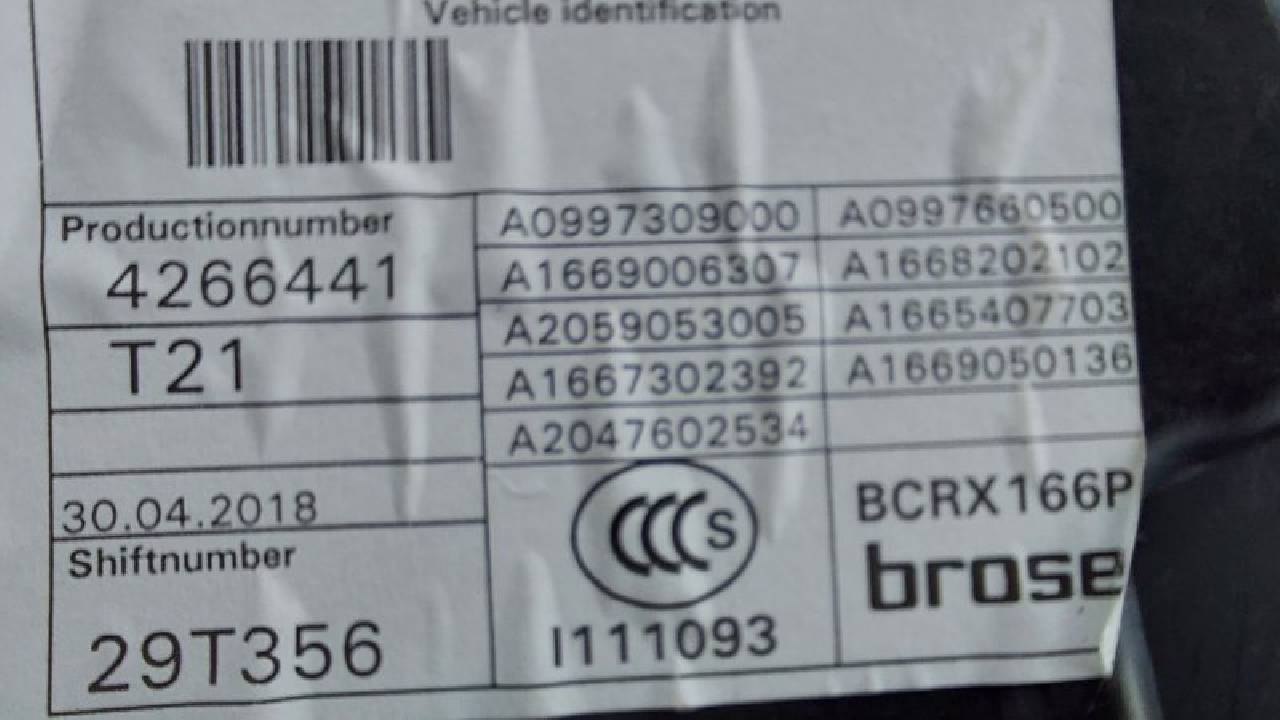 Vehicle identification
Productionnumber
4266441
T21
30.04.2018
Shiftnumber
29T356
A0997309000
A1669006307
A2059053005
A1667302392
A2047602534
A0997660500
A1668202102
A1665407703
A1669050136
CCCS
I111093
BCRX166P
brose